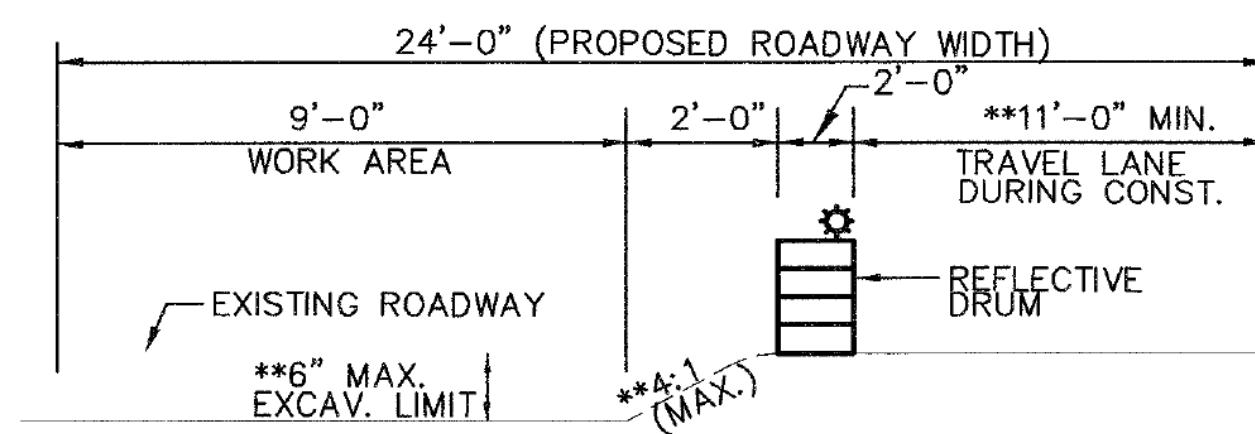 24'-0" (PROPOSED ROADWAY WIDTH)
2'-0"
9'-0"
2'-0"
**11'-0" MIN.
WORK AREA
TRAVEL LANE
DURING CONST.
EXISTING ROADWAY
REFLECTIVE
DRUM
**6" MAX.
EXCAV. LIMIT
**4:1
(MAX.)